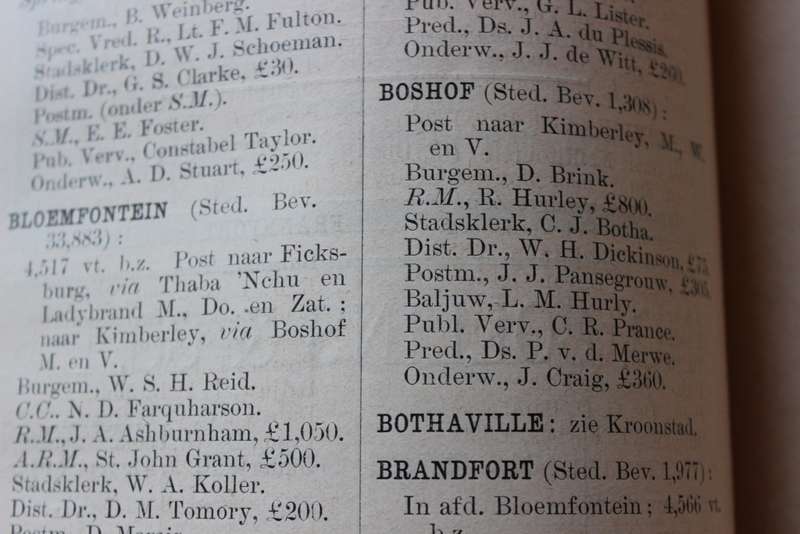 Burgem., B. Weinberg.
Spec. Vred. R., Lt. F. M. Fulton.
Stadsklerk, D. W. J. Schoeman.
Dist. Dr., G. S. Clarke, £30.
Postm. (onder S.M.).
S.M., E. E. Foster.
Pub. Verv., Constabel Taylor.
Onderw., A. D. Stuart, £250.
BLOEMFONTEIN (Sted. Bev.
33,883):
4,517 vt. b.z. Post naar Ficks-
burg, via Thaba 'Nchu en
Ladybrand M., Do. en Zat.;
naar Kimberley, via Boshof
M. en V.
Burgem., W. S. H. Reid.
C.C., N. D. Farquharson.
R.M., J. A. Ashburnham, £1,050.
A.R.M., St. John Grant, £500.
Stadsklerk, W. A. Koller.
Dist. Dr., D. M. Tomory, £200.
Postm., D.
Pub. Verv., G. L. Lister.
Pred., Ds. J. A. du Plessis.
Onderw., J. J. de Witt,
BOSHOF (Sted. Bev. 1,308):
Post naar Kimberley, M., W.
en V.
Burgem., D. Brink.
R.M., R. Hurley, £800.
Stadsklerk, C. J. Botha.
Dist. Dr., W. H. Dickinson, £75.
Postm., J. J. Pansegrouw,
Baljuw, L. M. Hurly.
Publ. Verv., C. R. Prance.
Pred., Ds. P. v. d. Merwe.
Onderw., J. Craig, £360.
BOTHAVILLE: zie Kroonstad.
BRANDFORT (Sted. Bev. 1,977):
In afd. Bloemfontein; 4,566 vt.
b.z.